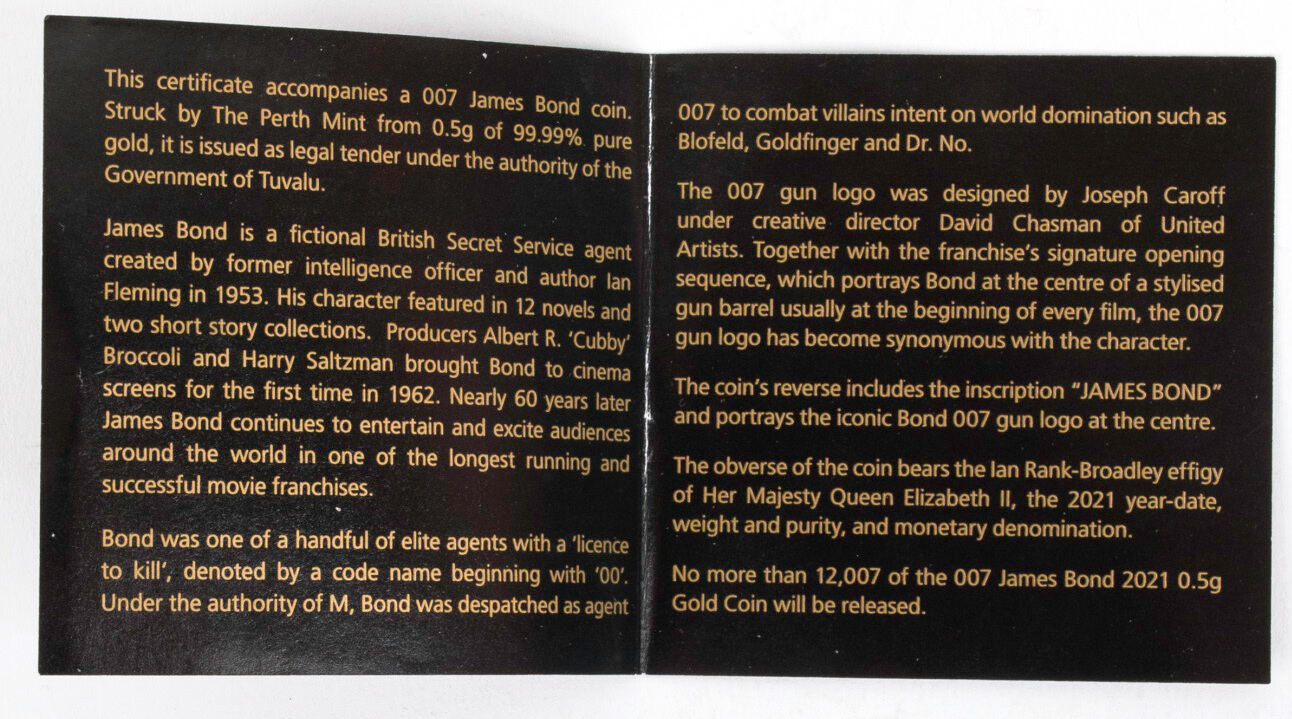 This certificate accompanies a 007 James Bond coin.
Struck by The Perth Mint from 0.5g of 99.99% pure
gold, it is issued as legal tender under the authority of the
Government of Tuvalu.
James Bond is a fictional British Secret Service agent
created by former intelligence officer and author Ian
Fleming in 1953. His character featured in 12 novels and
two short story collections. Producers Albert R. 'Cubby'
Broccoli and Harry Saltzman brought Bond to cinema
screens for the first time in 1962. Nearly 60 years later
James Bond continues to entertain and excite audiences
around the world in one of the longest running and
successful movie franchises.
Bond was one of a handful of elite agents with a 'licence
to kill', denoted by a code name beginning with '00'.
Under the authority of M, Bond was despatched as agent
007 to combat villains intent on world domination such as
Blofeld, Goldfinger and Dr. No.
The 007 gun logo was designed by Joseph Caroff
under creative director David Chasman of United
Artists. Together with the franchise's signature opening
sequence, which portrays Bond at the centre of a stylised
gun barrel usually at the beginning of every film, the 007
gun logo has become synonymous with the character.
The coin's reverse includes the inscription "JAMES BOND"
and portrays the iconic Bond 007 gun logo at the centre.
The obverse of the coin bears the Ian Rank-Broadley effigy
of Her Majesty Queen Elizabeth II, the 2021 year-date,
weight and purity, and monetary denomination.
No more than 12,007 of the 007 James Bond 2021 0.5g
Gold Coin will be released.